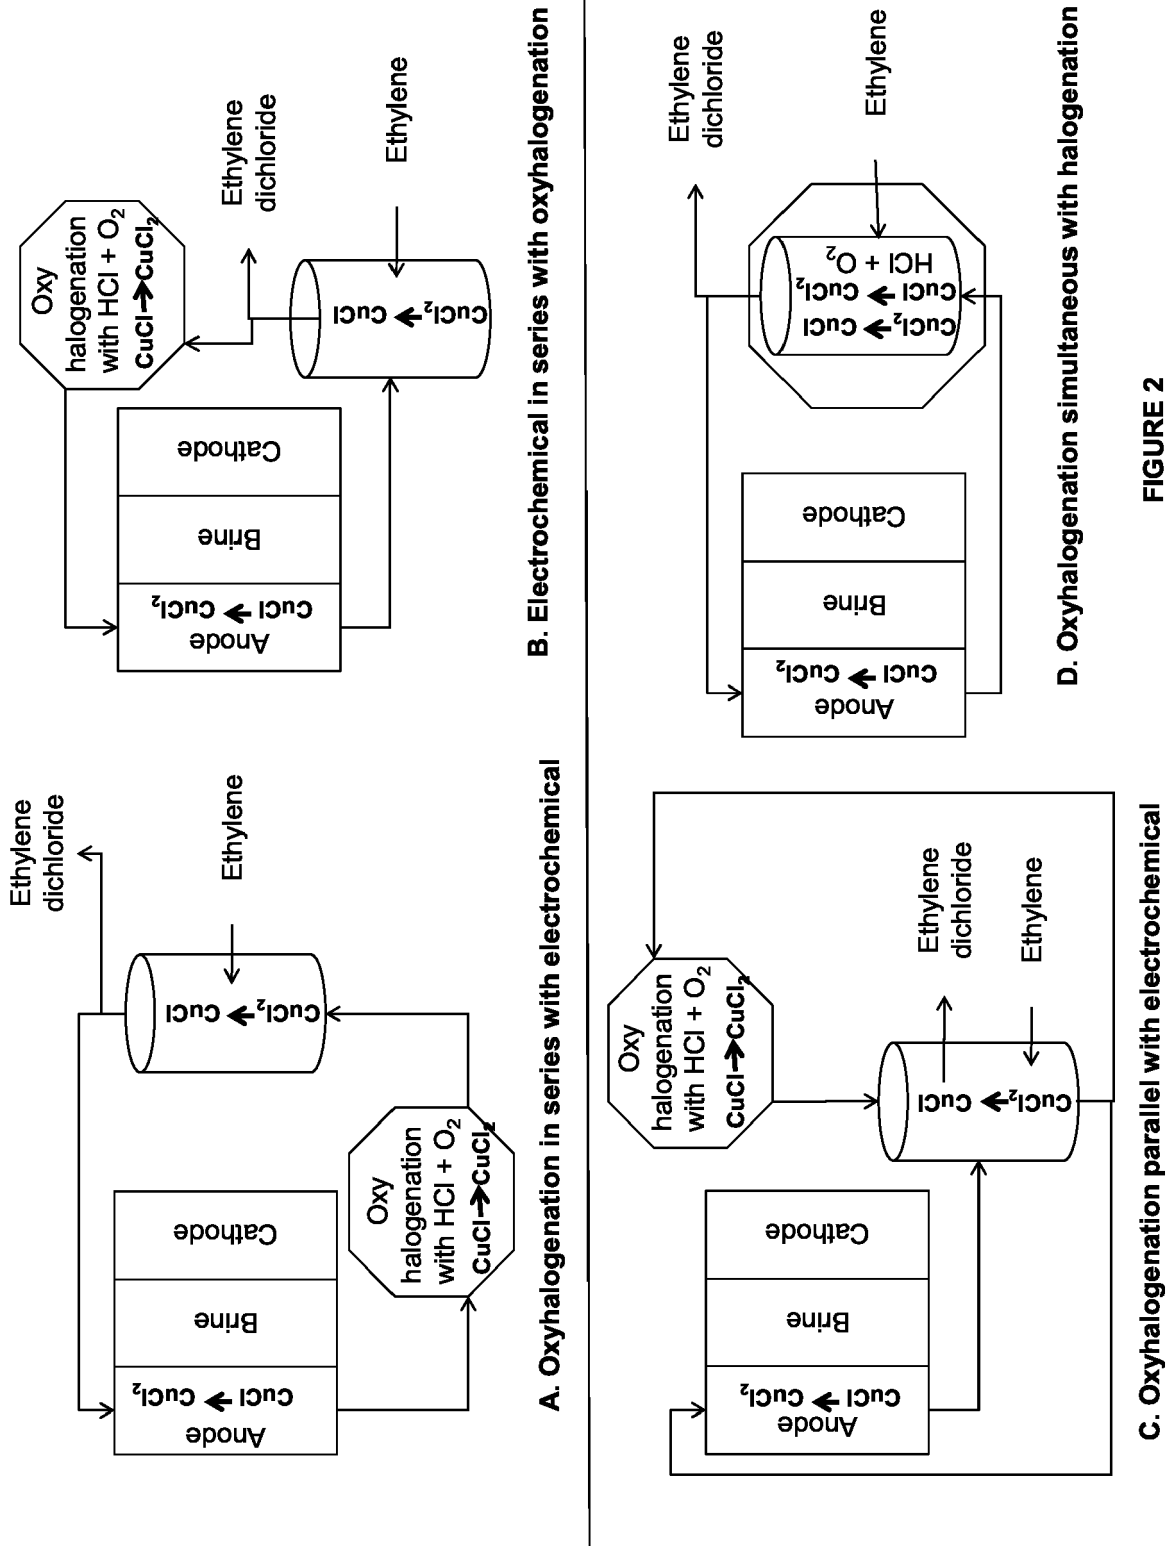 Anode
CuCl → CuCl₂
Brine
Cathode
Oxy
halogenation
with HCl + O₂
CuCl→CuCl₂
CuCl₂→CuCl
Ethylene
Ethylene
dichloride
A. Oxyhalogenation in series with electrochemical
Anode
CuCl → CuCl₂
Brine
Cathode
Oxy
halogenation
with HCl + O₂
CuCl→CuCl₂
CuCl₂→CuCl
Ethylene
dichloride
Ethylene
B. Electrochemical in series with oxyhalogenation
Anode
CuCl → CuCl₂
Brine
Cathode
Oxy
halogenation
with HCl + O₂
CuCl→CuCl₂
CuCl₂→CuCl
Ethylene
dichloride
Ethylene
C. Oxyhalogenation parallel with electrochemical
Anode
CuCl → CuCl₂
Brine
Cathode
CuCl₂→ CuCl
CuCl → CuCl₂
HCl + O₂
Ethylene
dichloride
Ethylene
D. Oxyhalogenation simultaneous with halogenation
FIGURE 2